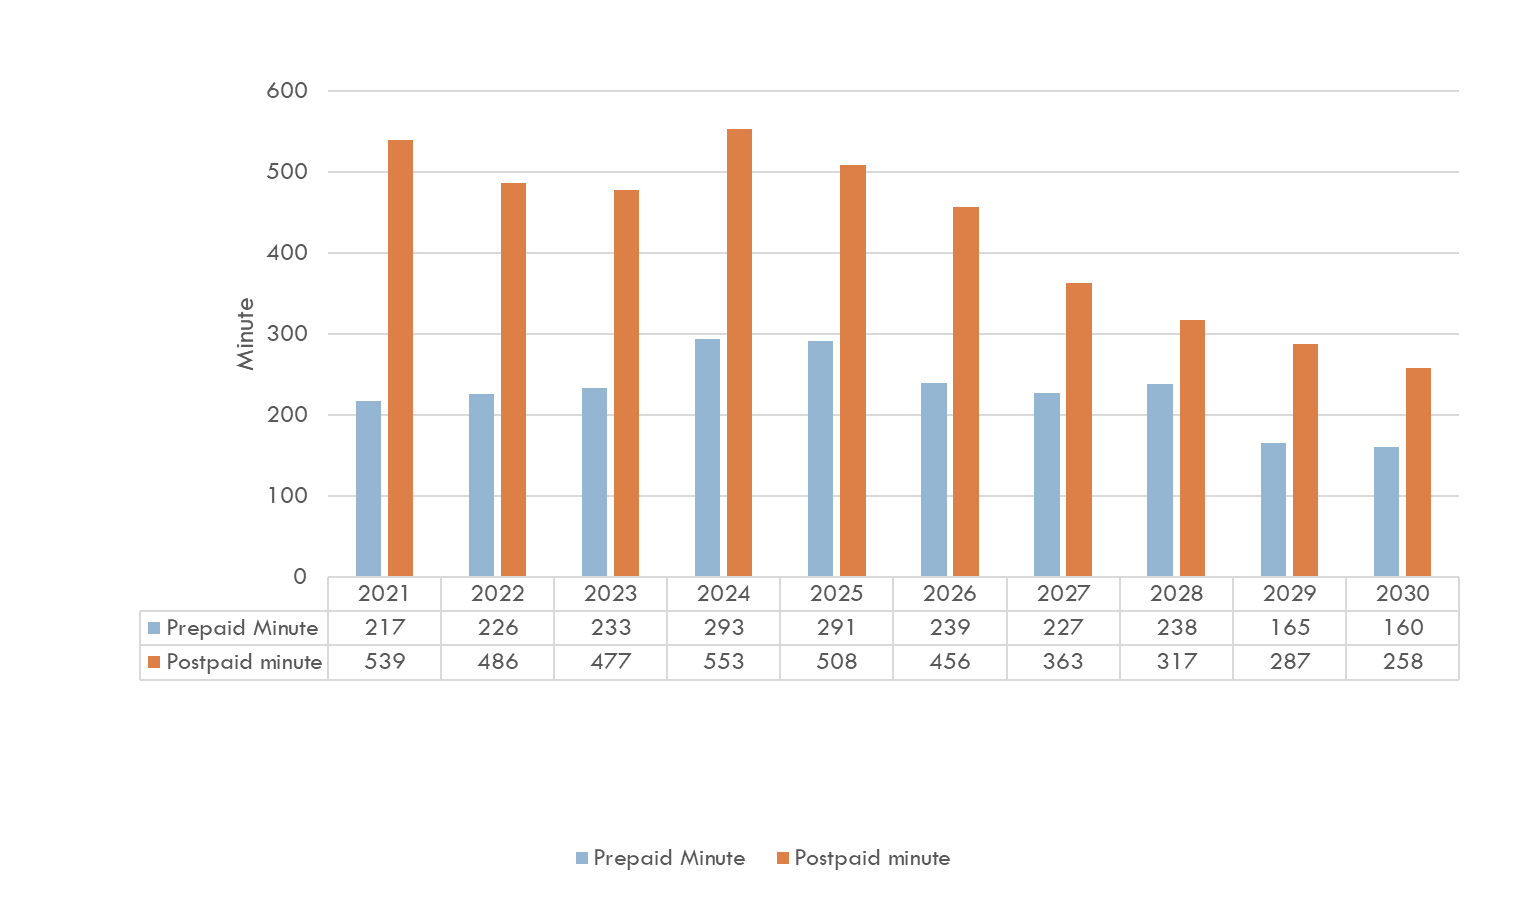 600
500
400
300
200
100
0
Minute
2021 2022 2023 2024 2025 2026 2027 2028 2029 2030
Prepaid Minute 217 226 233 293 291 239 227 238 165 160
Postpaid minute 539 486 477 553 508 456 363 317 287 258
Prepaid Minute Postpaid minute